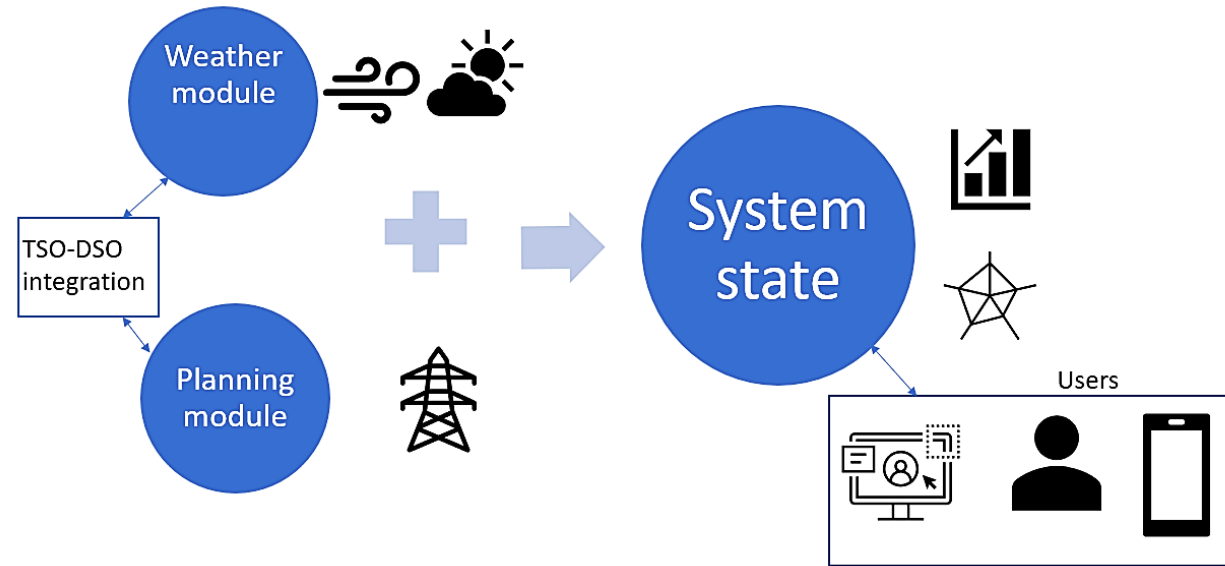 Weather
module
TSO-DSO
integration
Planning
module
System
state
Users